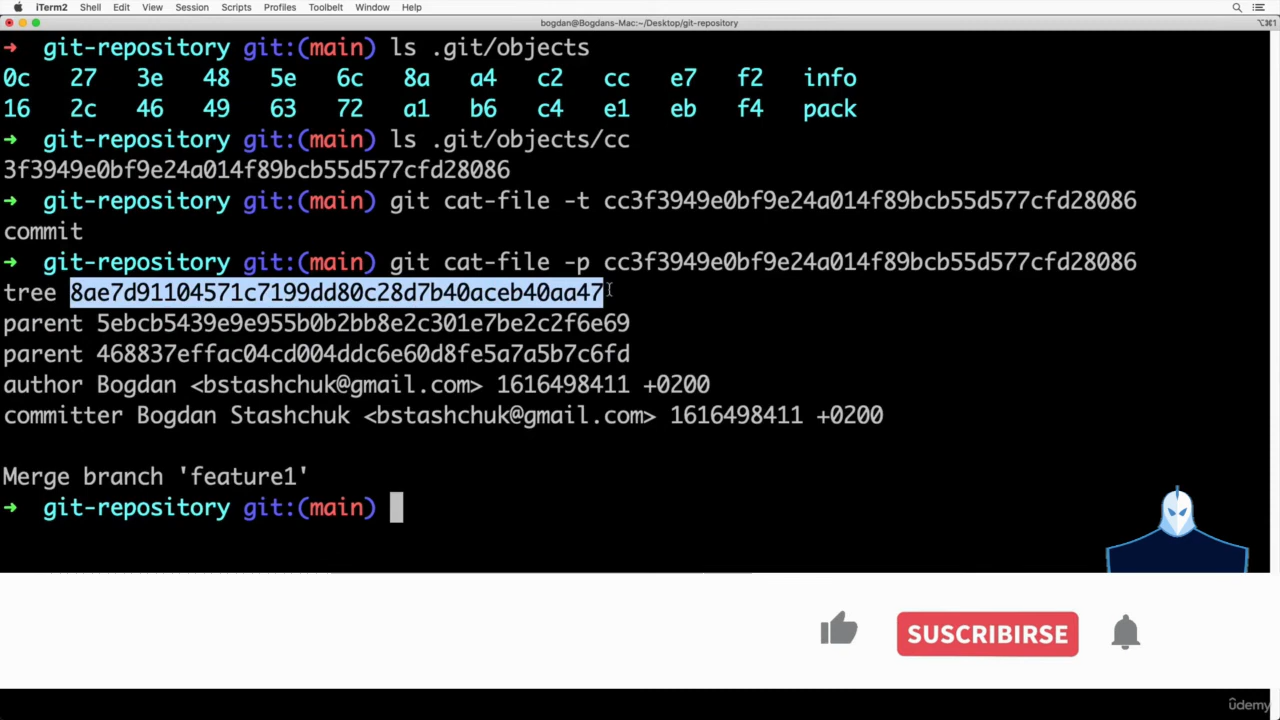 iTerm2 Shell Edit View Session Scripts Profiles Toolbelt Window Help
bogdan@Bogdans-Mac:~/Desktop/git-repository
⌥⌘1
→ git-repository git:(main) ls .git/objects
0c 27 3e 48 5e 6c 8a a4 c2 cc e7 f2 info
16 2c 46 49 63 72 a1 b6 c4 e1 eb f4 pack
→ git-repository git:(main) ls .git/objects/cc
3f3949e0bf9e24a014f89bcb55d577cfd28086
→ git-repository git:(main) git cat-file -t cc3f3949e0bf9e24a014f89bcb55d577cfd28086
commit
→ git-repository git:(main) git cat-file -p cc3f3949e0bf9e24a014f89bcb55d577cfd28086
tree 8ae7d91104571c7199dd80c28d7b40aceb40aa47
parent 5ebcb5439e9e955b0b2bb8e2c301e7be2c2f6e69
parent 468837effac04cd004ddc6e60d8fe5a7a5b7c6fd
author Bogdan <bstashchuk@gmail.com> 1616498411 +0200
committer Bogdan Stashchuk <bstashchuk@gmail.com> 1616498411 +0200
Merge branch 'feature1'
→ git-repository git:(main)
SUSCRIBIRSE
ûdemy